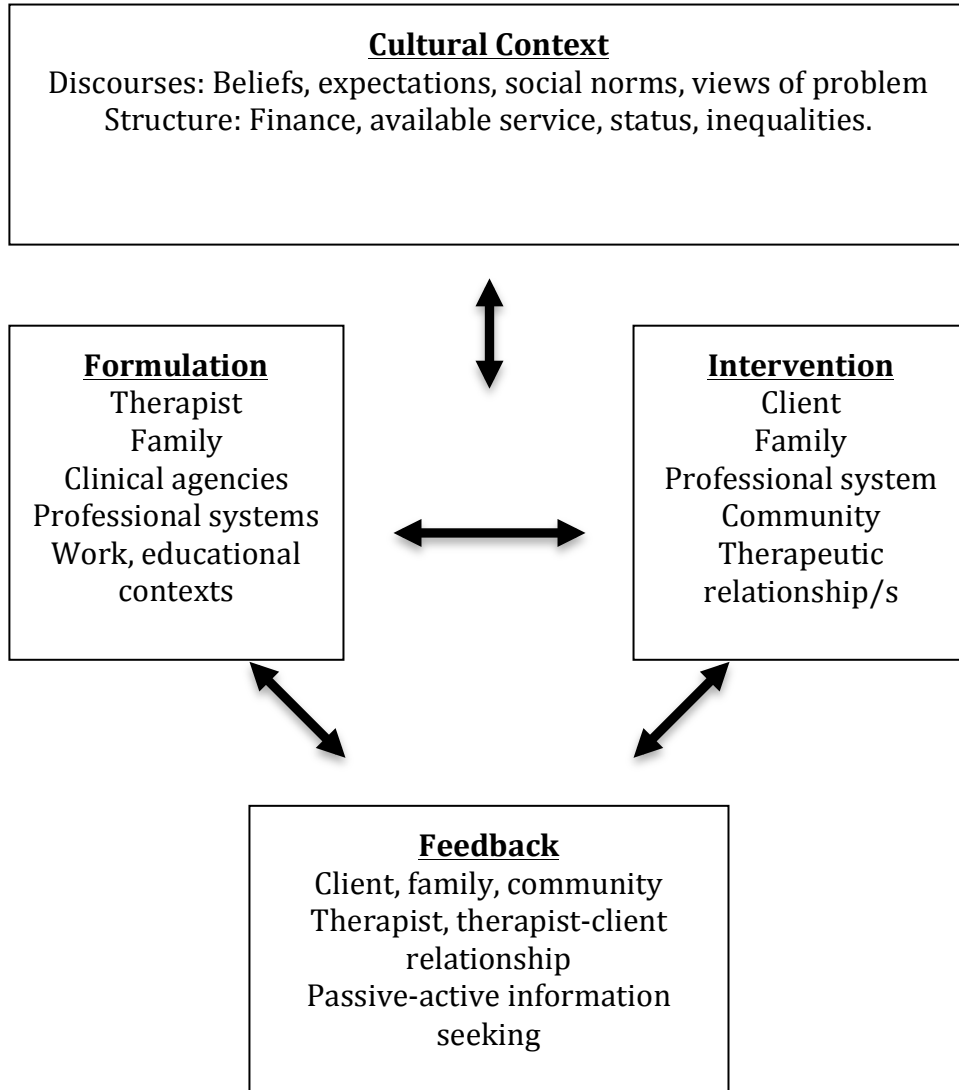 Cultural Context
Discourses: Beliefs, expectations, social norms, views of problem
Structure: Finance, available service, status, inequalities.
Formulation
Therapist
Family
Clinical agencies
Professional systems
Work, educational
contexts
Intervention
Client
Family
Professional system
Community
Therapeutic
relationship/s
Feedback
Client, family, community
Therapist, therapist-client
relationship
Passive-active information
seeking